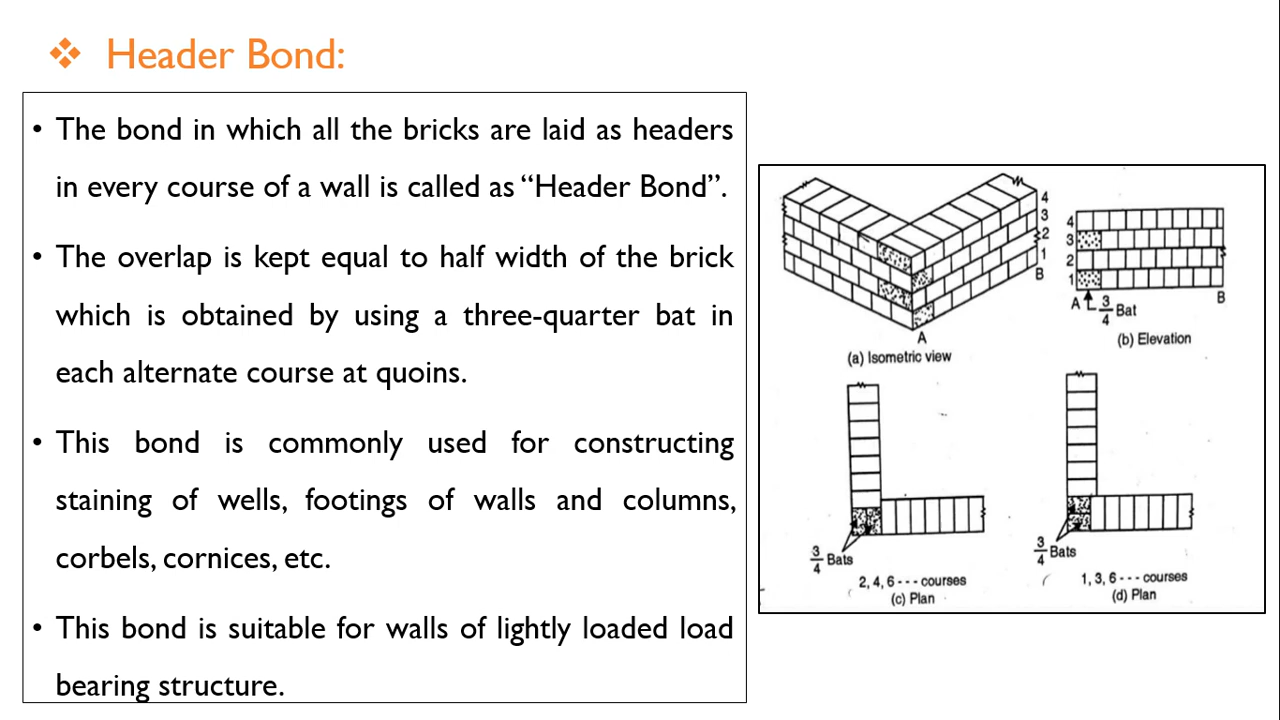 ❖ Header Bond:
• The bond in which all the bricks are laid as headers
in every course of a wall is called as “Header Bond”.
• The overlap is kept equal to half width of the brick
which is obtained by using a three-quarter bat in
each alternate course at quoins.
• This bond is commonly used for constructing
staining of wells, footings of walls and columns,
corbels, cornices, etc.
• This bond is suitable for walls of lightly loaded load
bearing structure.
4
3
2
1
B
A
(a) Isometric view
4
3
2
1
A
3/4 Bat
B
(b) Elevation
3/4 Bats
2, 4, 6 - - - courses
(c) Plan
3/4 Bats
1, 3, 6 - - - courses
(d) Plan